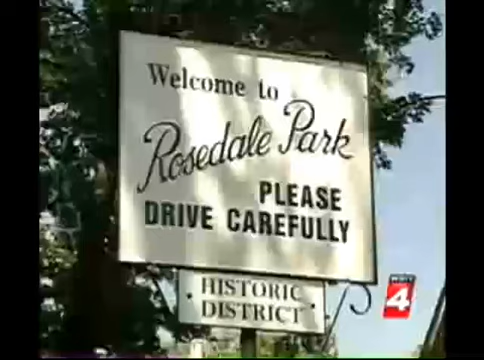 Welcome to
Rosedale Park
PLEASE
DRIVE CAREFULLY
HISTORIC
DISTRICT
4